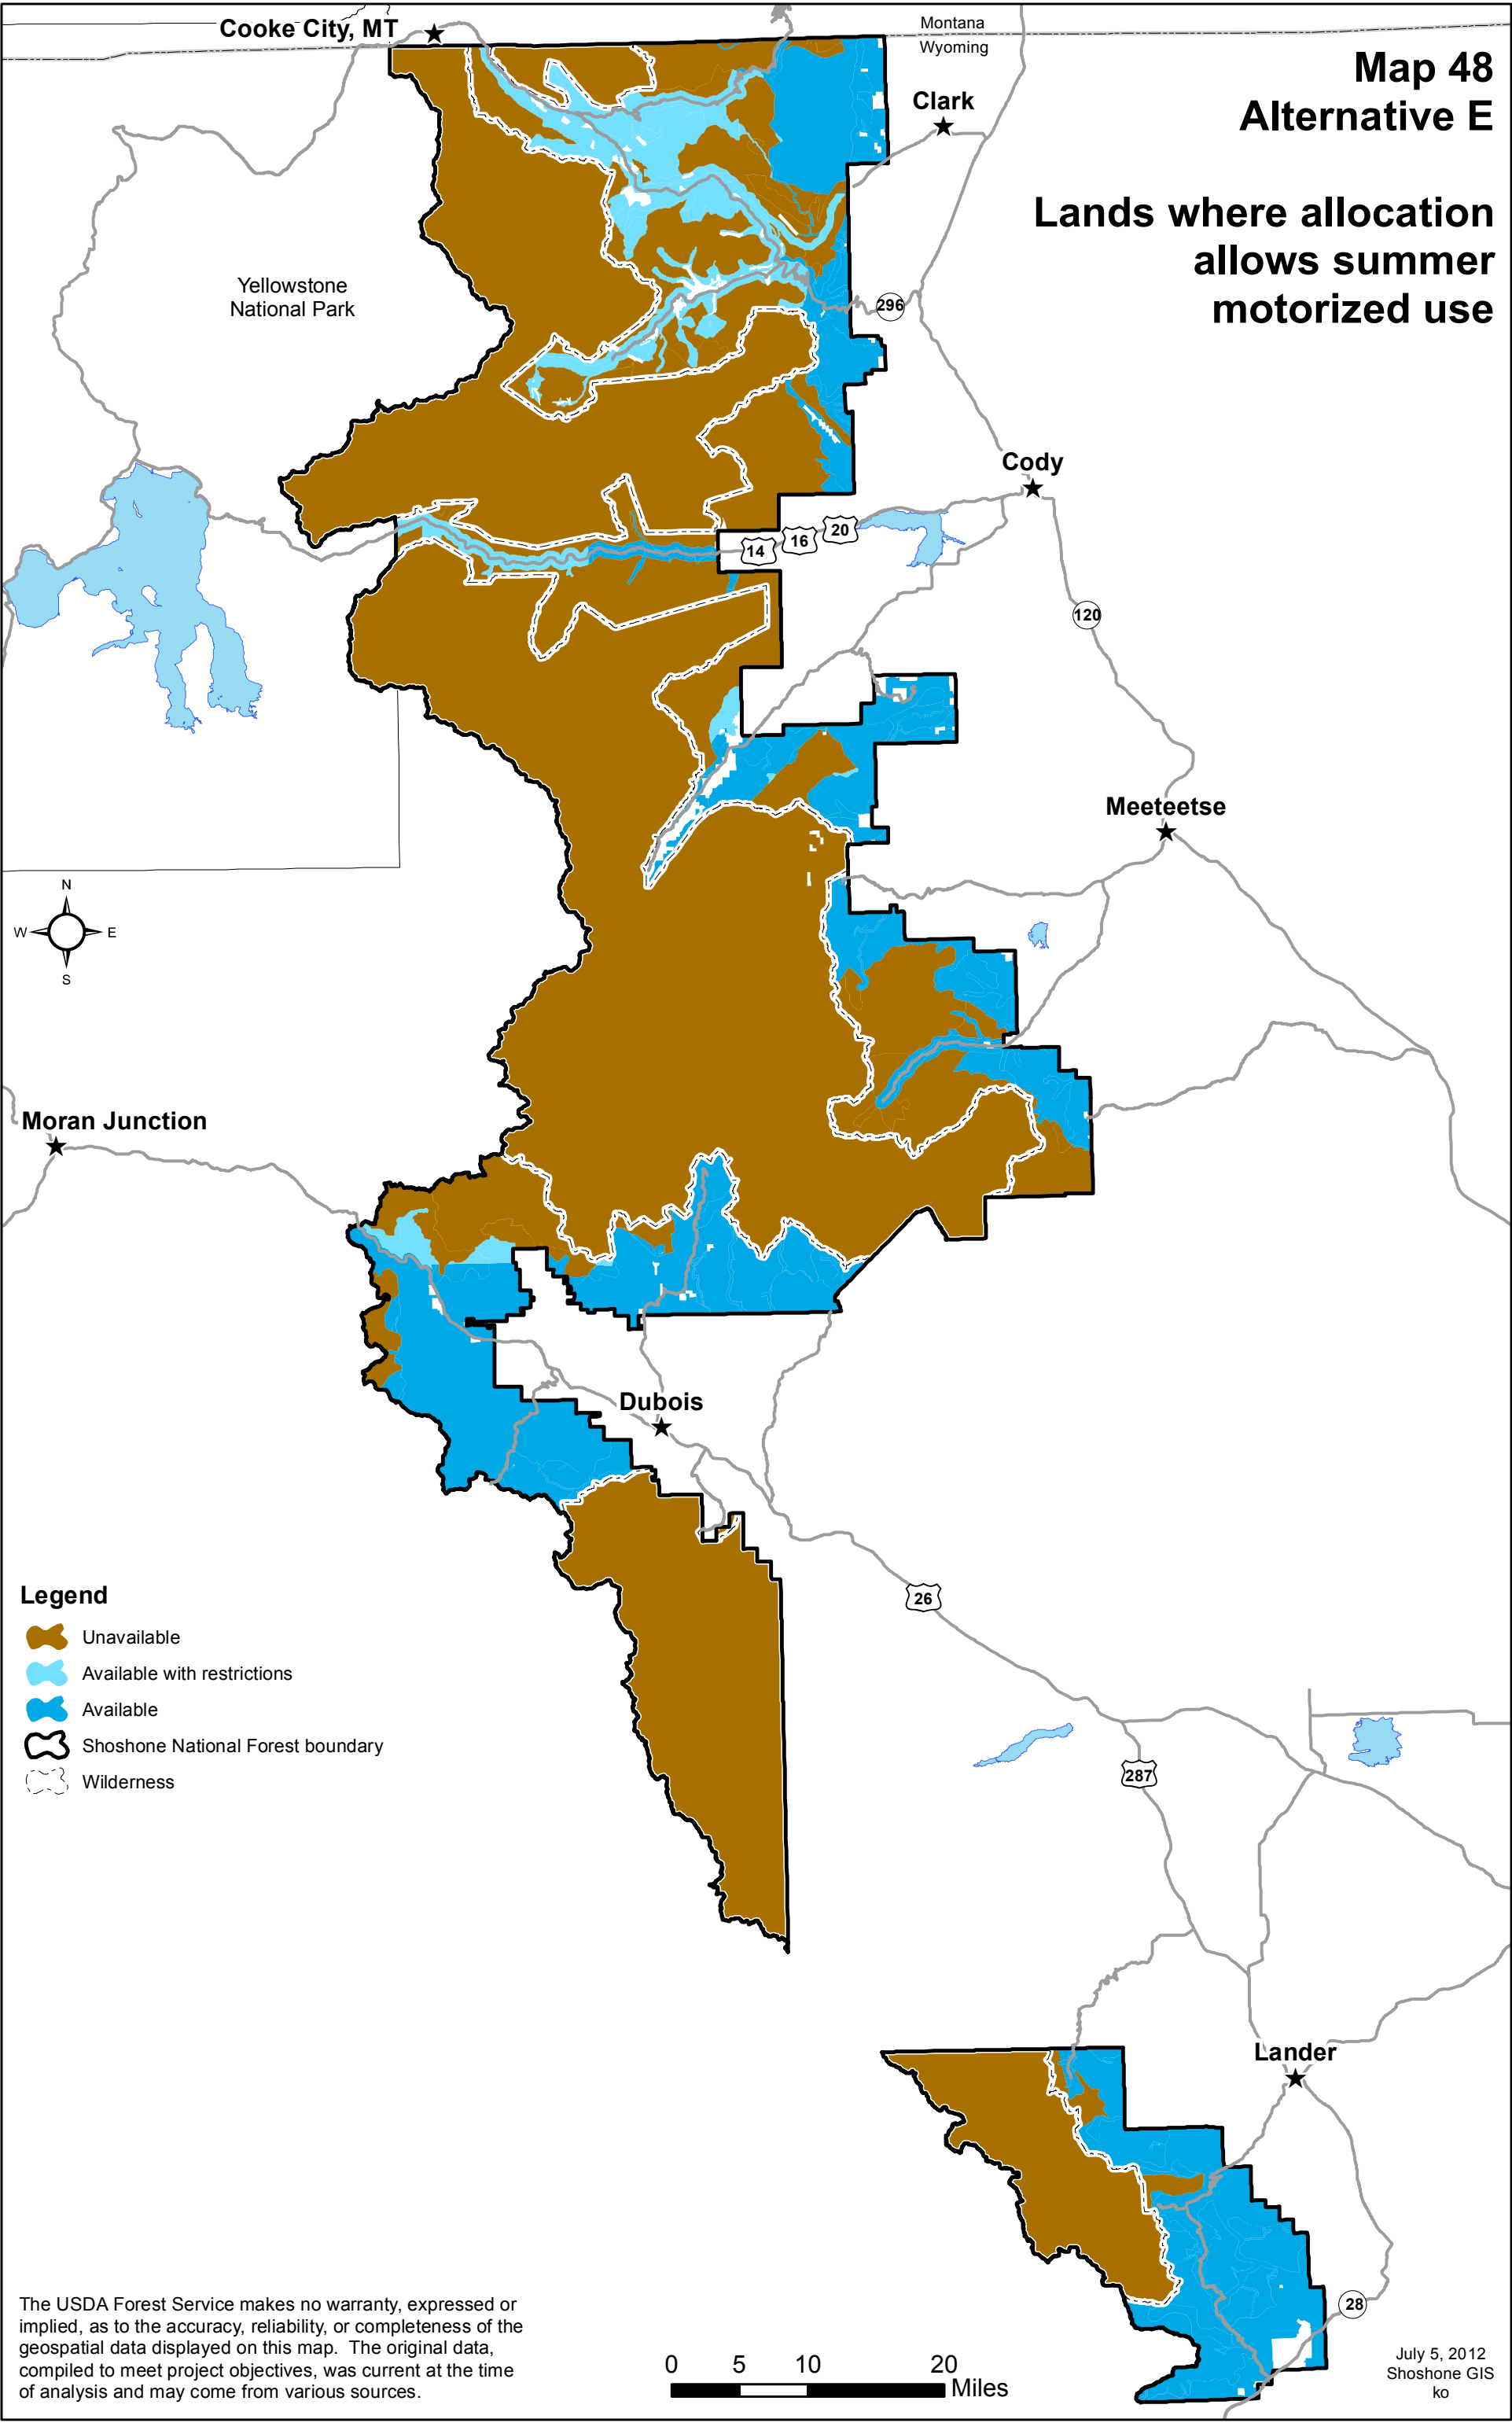 Cooke City, MT
Montana
Wyoming
Map 48
Alternative E
Clark
Lands where allocation
allows summer
motorized use
Yellowstone
National Park
296
Cody
14
16
20
120
Meeteetse
N
W
E
S
Moran Junction
Dubois
26
Legend
Unavailable
Available with restrictions
Available
Shoshone National Forest boundary
Wilderness
287
Lander
28
The USDA Forest Service makes no warranty, expressed or
implied, as to the accuracy, reliability, or completeness of the
geospatial data displayed on this map. The original data,
compiled to meet project objectives, was current at the time
of analysis and may come from various sources.
0 5 10 20
Miles
July 5, 2012
Shoshone GIS
ko